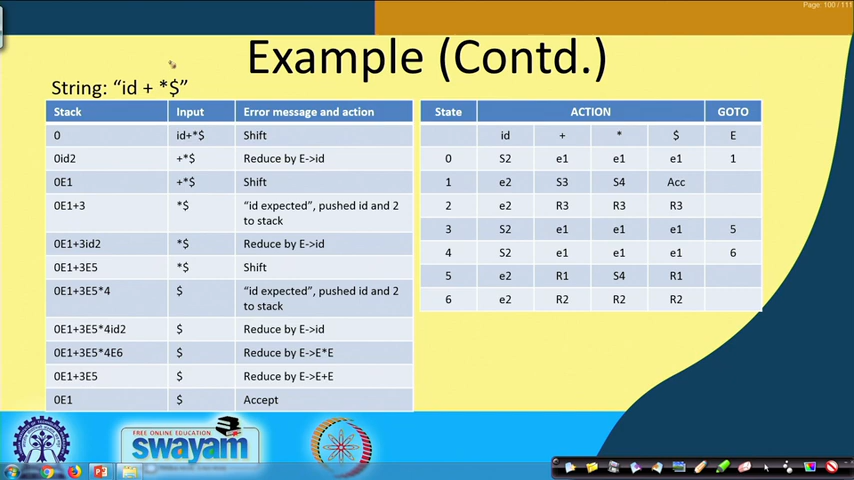 Page: 100 / 111
Example (Contd.)
String: “id + *$”
Stack Input Error message and action
0 id+*$ Shift
0id2 +*$ Reduce by E->id
0E1 +*$ Shift
0E1+3 *$ “id expected”, pushed id and 2
to stack
0E1+3id2 *$ Reduce by E->id
0E1+3E5 *$ Shift
0E1+3E5*4 $ “id expected”, pushed id and 2
to stack
0E1+3E5*4id2 $ Reduce by E->id
0E1+3E5*4E6 $ Reduce by E->E*E
0E1+3E5 $ Reduce by E->E+E
0E1 $ Accept
State ACTION GOTO
id + * $ E
0 S2 e1 e1 e1 1
1 e2 S3 S4 Acc
2 e2 R3 R3 R3
3 S2 e1 e1 e1 5
4 S2 e1 e1 e1 6
5 e2 R1 S4 R1
6 e2 R2 R2 R2
FREE ONLINE EDUCATION
swayam